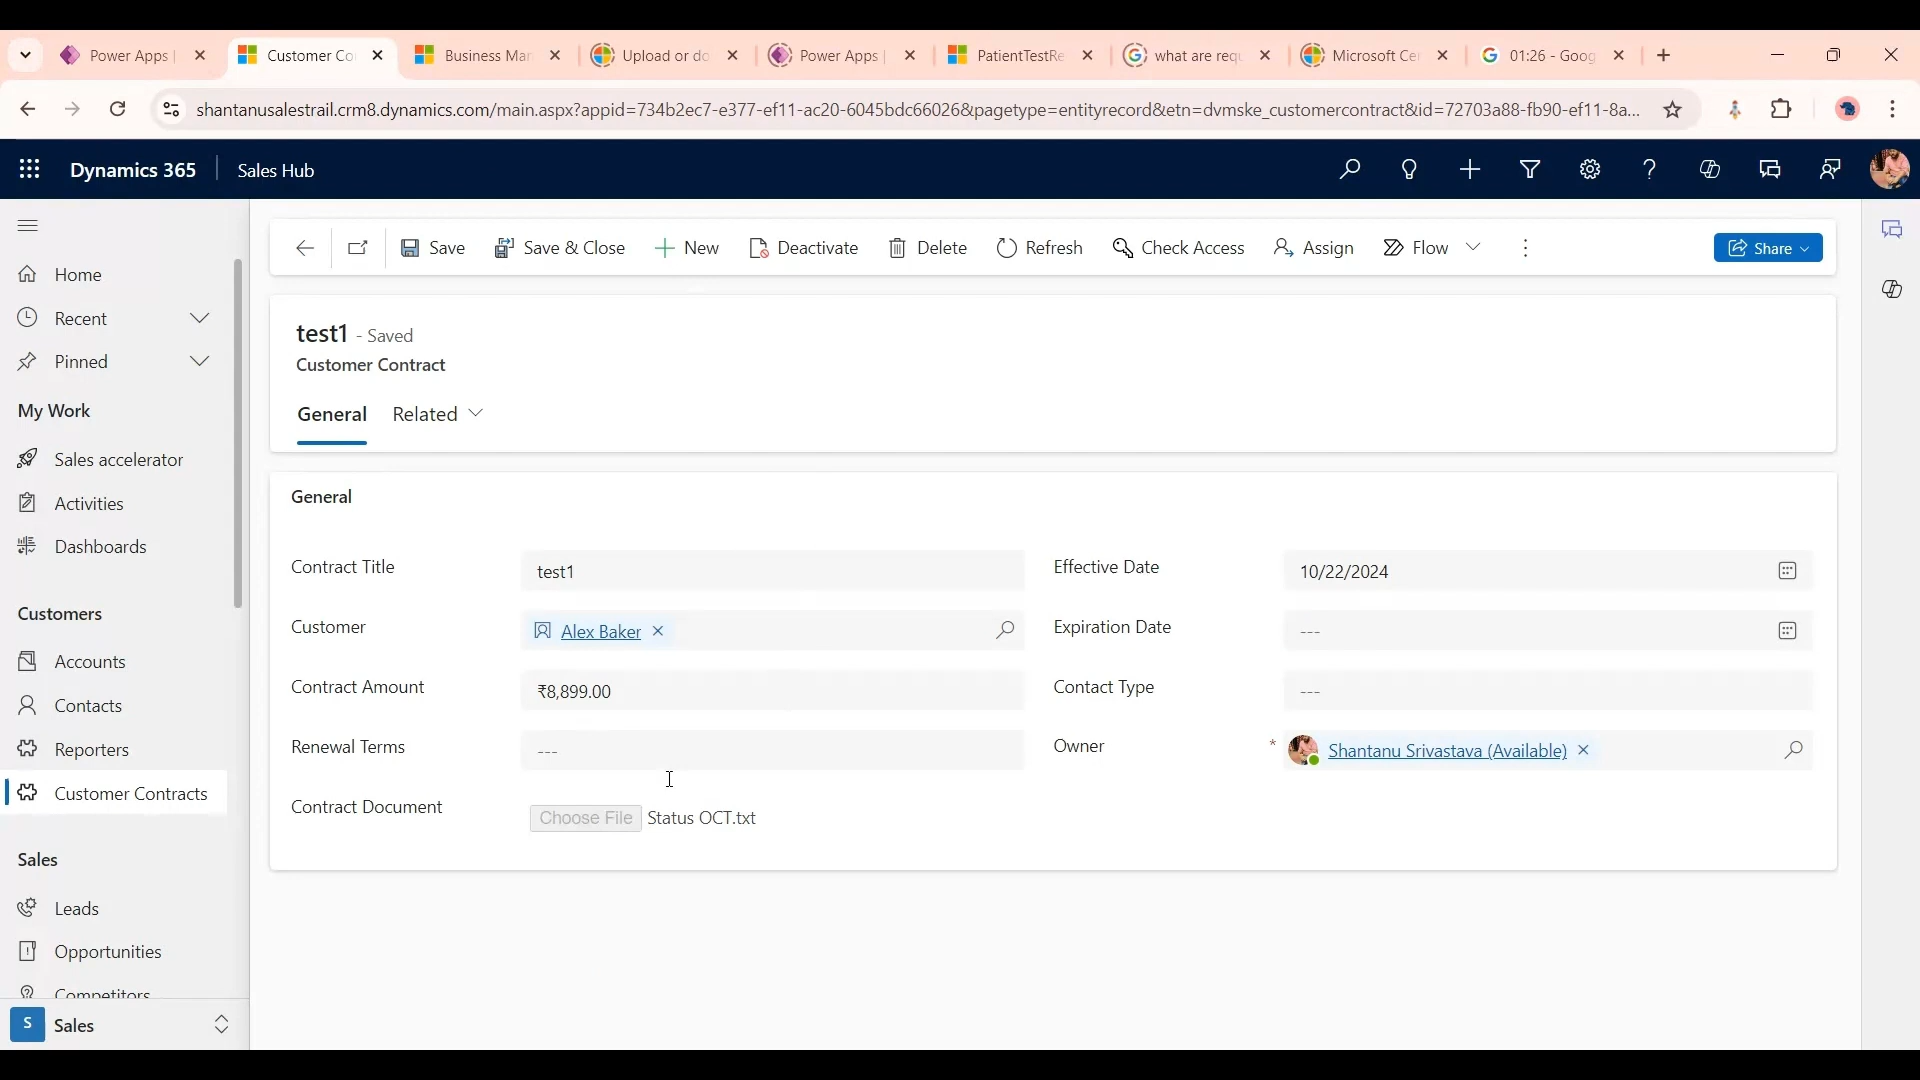 Power Apps |
Customer Co
Business Man
Upload or do
Power Apps |
PatientTestRe
what are requ
Microsoft Cer
01:26 - Goog
shantanusalestrail.crm8.dynamics.com/main.aspx?appid=734b2ec7-e377-ef11-ac20-6045bdc66026&pagetype=entityrecord&etn=dvmske_customercontract&id=72703a88-fb90-ef11-8a...
Dynamics 365
Sales Hub
Save
Save & Close
New
Deactivate
Delete
Refresh
Check Access
Assign
Flow
Share
Home
Recent
Pinned
My Work
Sales accelerator
Activities
Dashboards
Customers
Accounts
Contacts
Reporters
Customer Contracts
Sales
Leads
Opportunities
Competitors
S
Sales
test1 - Saved
Customer Contract
General
Related
General
Contract Title
test1
Effective Date
10/22/2024
Customer
Alex Baker
Expiration Date
---
Contract Amount
₹8,899.00
Contact Type
---
Renewal Terms
---
Owner
*
Shantanu Srivastava (Available)
Contract Document
Choose File
Status OCT.txt